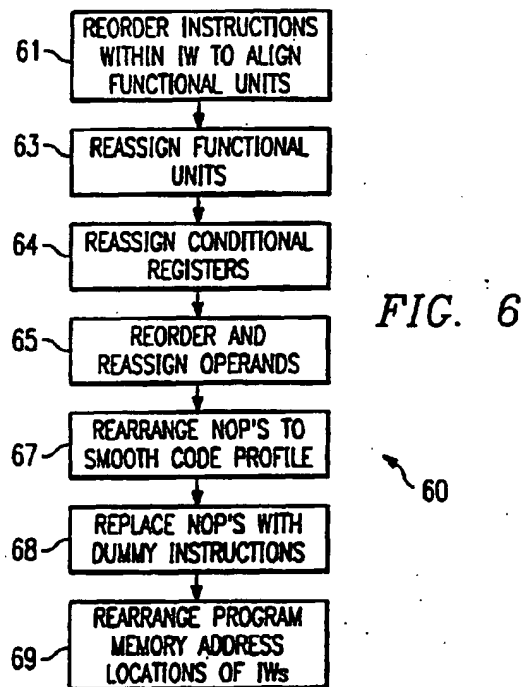 61
REORDER INSTRUCTIONS
WITHIN IW TO ALIGN
FUNCTIONAL UNITS
63
REASSIGN FUNCTIONAL
UNITS
64
REASSIGN CONDITIONAL
REGISTERS
FIG. 6
65
REORDER AND
REASSIGN OPERANDS
67
REARRANGE NOP'S TO
SMOOTH CODE PROFILE
60
68
REPLACE NOP'S WITH
DUMMY INSTRUCTIONS
69
REARRANGE PROGRAM
MEMORY ADDRESS
LOCATIONS OF IWs